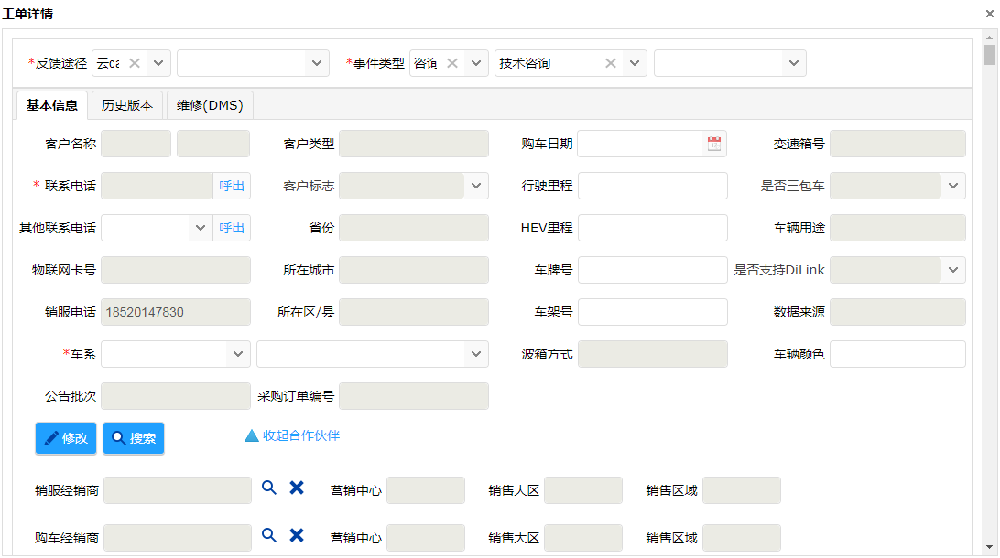 工单详情
*反馈途径 云ca *事件类型 咨询 技术咨询
基本信息 历史版本 维修(DMS)
客户名称 客户类型 购车日期 变速箱号
* 联系电话 呼出 客户标志 行驶里程 是否三包车
其他联系电话 呼出 省份 HEV里程 车辆用途
物联网卡号 所在城市 车牌号 是否支持DiLink
销服电话 18520147830 所在区/县 车架号 数据来源
*车系 波箱方式 车辆颜色
公告批次 采购订单编号
修改 搜索 收起合作伙伴
销服经销商 营销中心 销售大区 销售区域
购车经销商 营销中心 销售大区 销售区域